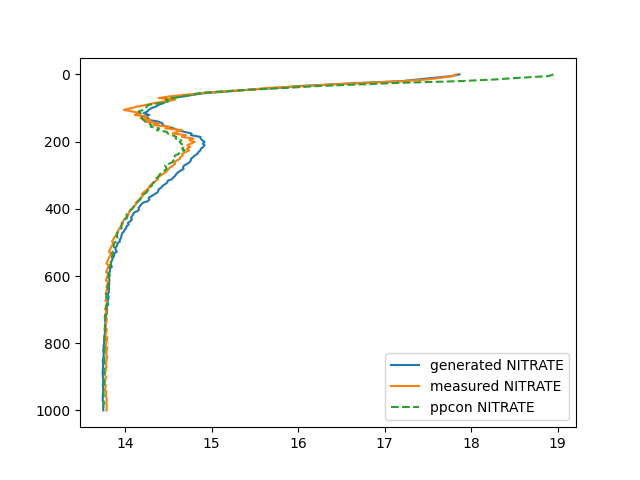 0
200
400
600
800
1000
generated NITRATE
measured NITRATE
ppcon NITRATE
14 15 16 17 18 19